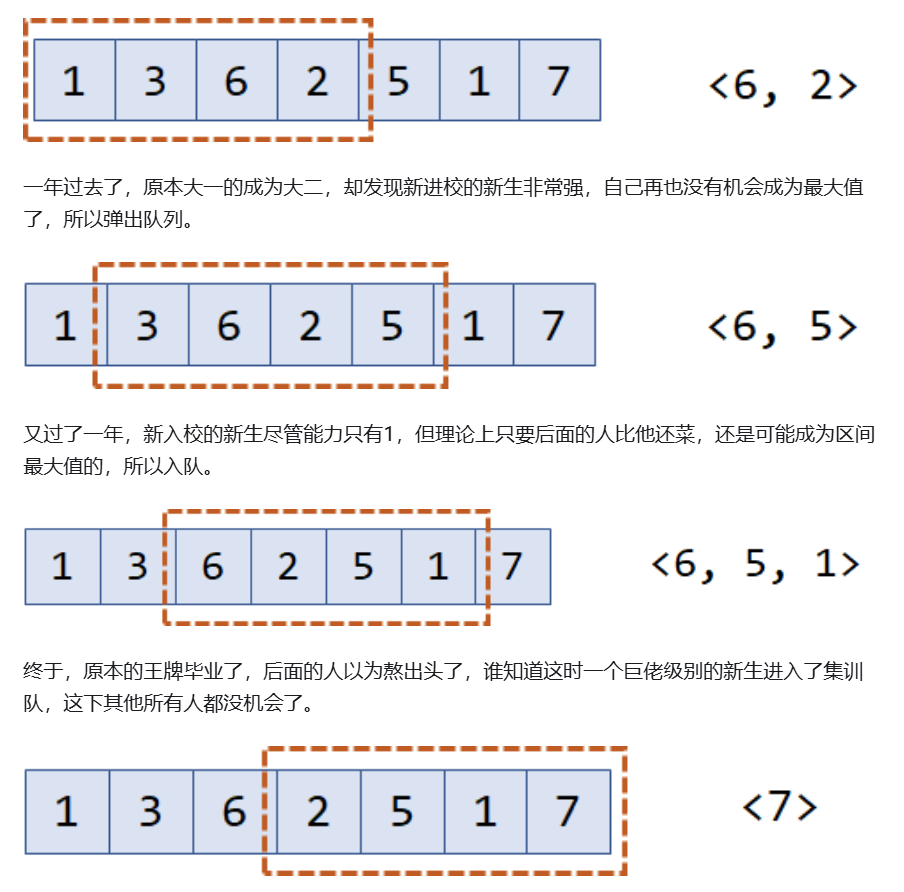 1 3 6 2 5 1 7 <6, 2>
一年过去了，原本大一的成为大二，却发现新进校的新生非常强，自己再也没有机会成为最大值
了，所以弹出队列。
1 3 6 2 5 1 7 <6, 5>
又过了一年，新入校的新生尽管能力只有1，但理论上只要后面的人比他还菜，还是可能成为区间
最大值的，所以入队。
1 3 6 2 5 1 7 <6, 5, 1>
终于，原本的王牌毕业了，后面的人以为熬出头了，谁知道这时一个巨佬级别的新生进入了集训
队，这下其他所有人都没机会了。
1 3 6 2 5 1 7 <7>